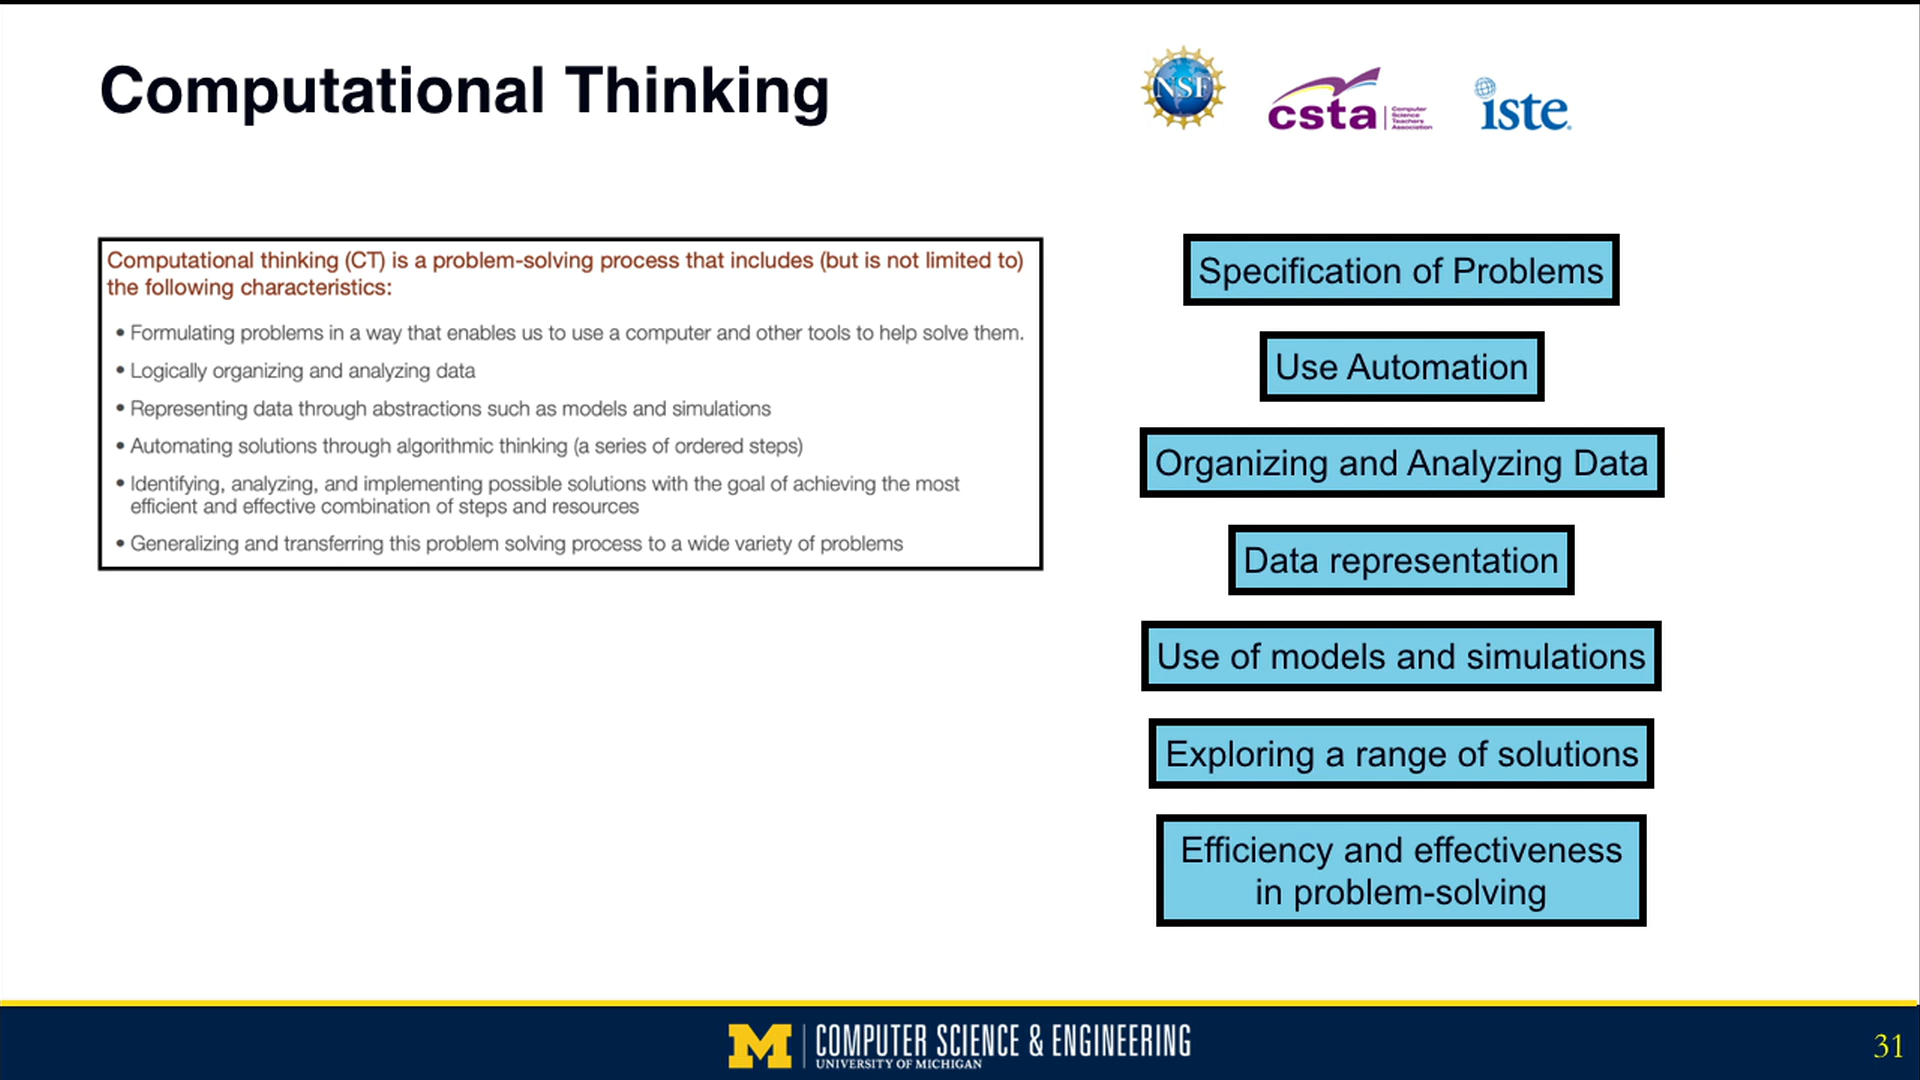 Computational Thinking
NSF
csta
Computer
Science
Teachers
Association
iste
Computational thinking (CT) is a problem-solving process that includes (but is not limited to)
the following characteristics:
• Formulating problems in a way that enables us to use a computer and other tools to help solve them.
• Logically organizing and analyzing data
• Representing data through abstractions such as models and simulations
• Automating solutions through algorithmic thinking (a series of ordered steps)
• Identifying, analyzing, and implementing possible solutions with the goal of achieving the most
efficient and effective combination of steps and resources
• Generalizing and transferring this problem solving process to a wide variety of problems
Specification of Problems
Use Automation
Organizing and Analyzing Data
Data representation
Use of models and simulations
Exploring a range of solutions
Efficiency and effectiveness
in problem-solving
M
COMPUTER SCIENCE & ENGINEERING
UNIVERSITY OF MICHIGAN
31